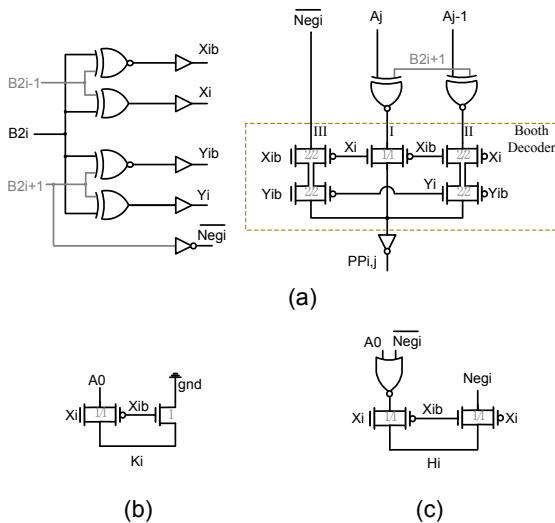 Negi Aj Aj-1
Xib
B2i+1
B2i-1
Xi
B2i
III I II Booth
Decoder
Xib 2/2 Xi 1/1 Xib 2/2 Xi
Yib
B2i+1
Yib 2/2 Yi 2/2 Yib
Yi
Negi
PPi,j
(a)
A0 Negi
A0 gnd
Negi
Xi 1/1 Xib 1
Xi 1/1 Xib 1/1 Xi
Ki
Hi
(b) (c)